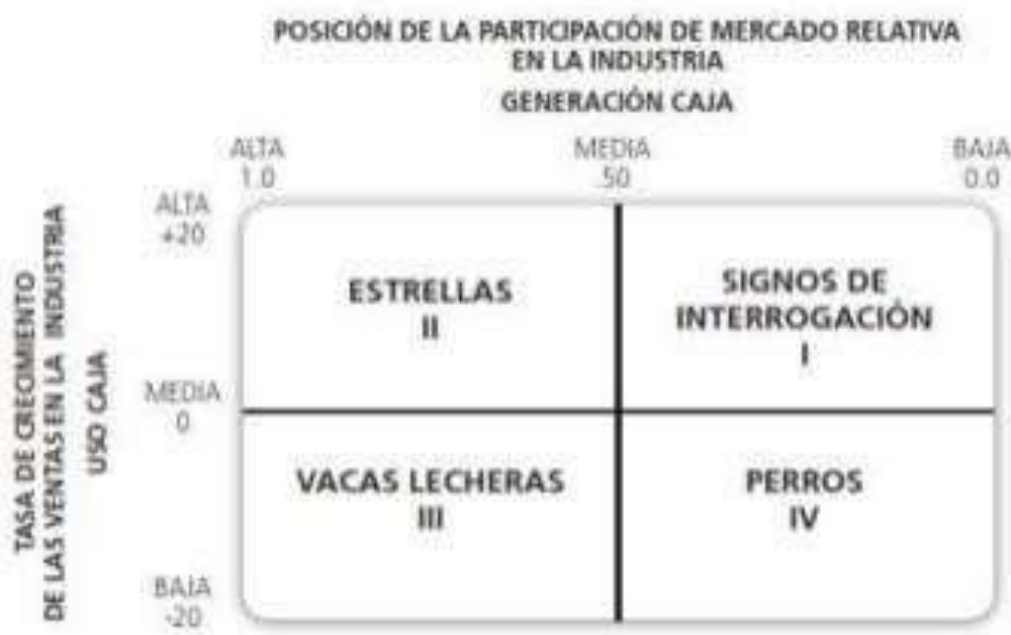 POSICIÓN DE LA PARTICIPACIÓN DE MERCADO RELATIVA
EN LA INDUSTRIA
GENERACIÓN CAJA
ALTA
1.0
MEDIA
.50
BAJA
0.0
TASA DE CRECIMIENTO
DE LAS VENTAS EN LA INDUSTRIA
USO CAJA
ALTA
+20
MEDIA
0
BAJA
-20
ESTRELLAS
II
SIGNOS DE
INTERROGACIÓN
I
VACAS LECHERAS
III
PERROS
IV